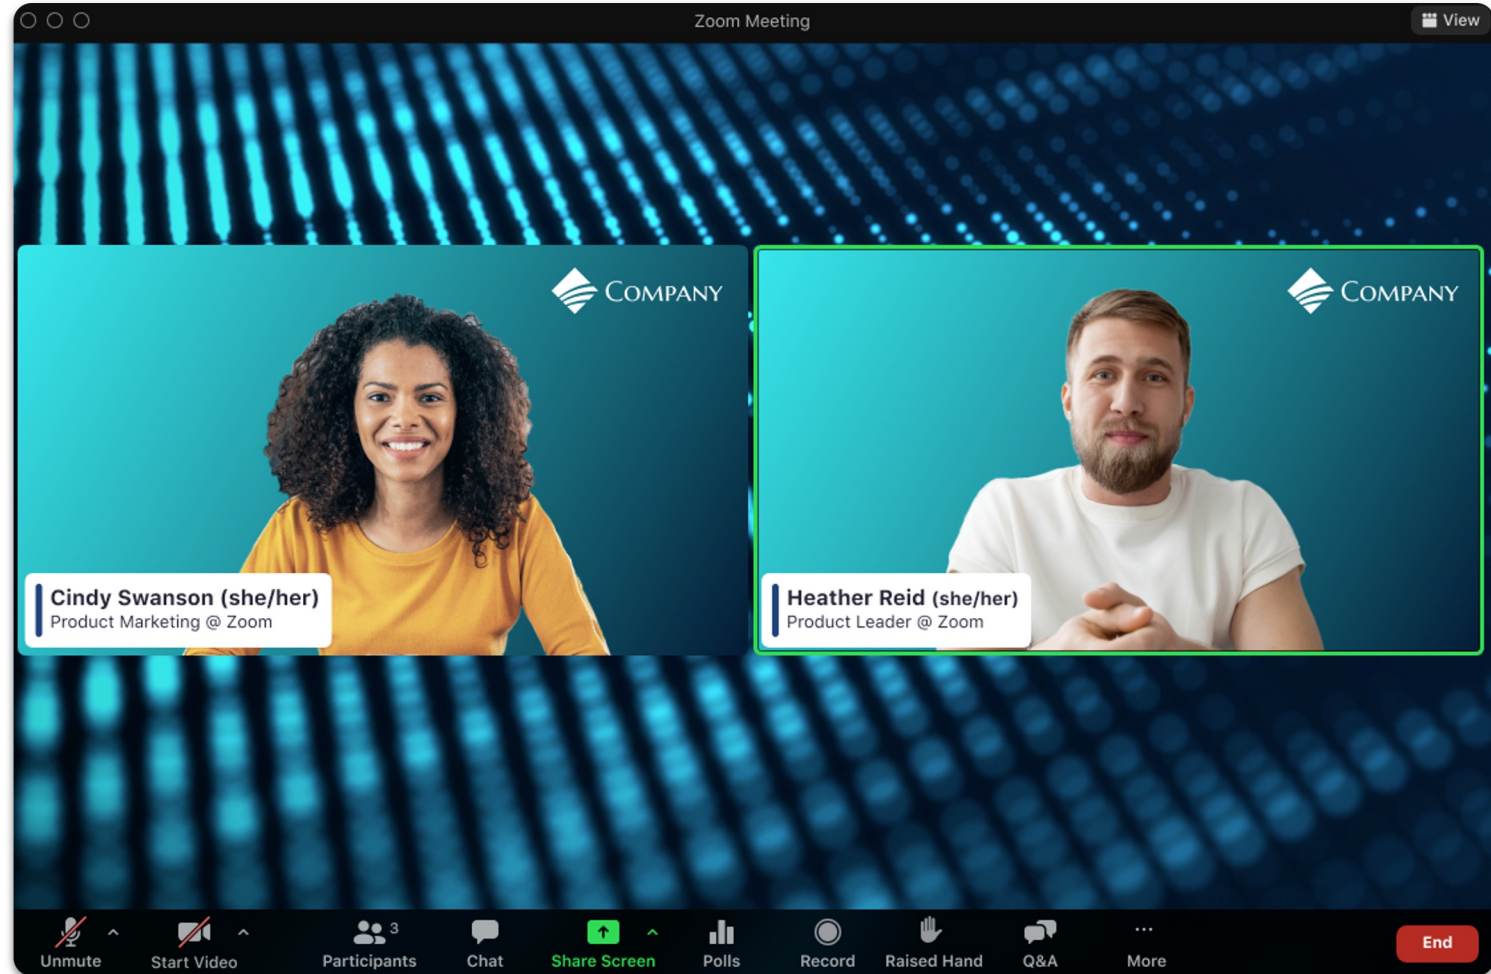 Zoom Meeting
View
COMPANY
COMPANY
Cindy Swanson (she/her)
Product Marketing @ Zoom
Heather Reid (she/her)
Product Leader @ Zoom
Unmute
Start Video
Participants 3
Chat
Share Screen
Polls
Record
Raised Hand
Q&A
More
End